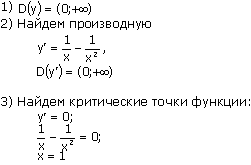 1) D(y) = (0;+∞)
2) Найдем производную
y′ = 1/x − 1/x² ,
D(y′) = (0;+∞)
3) Найдем критические точки функции:
y′ = 0;
1/x − 1/x² = 0;
x = 1